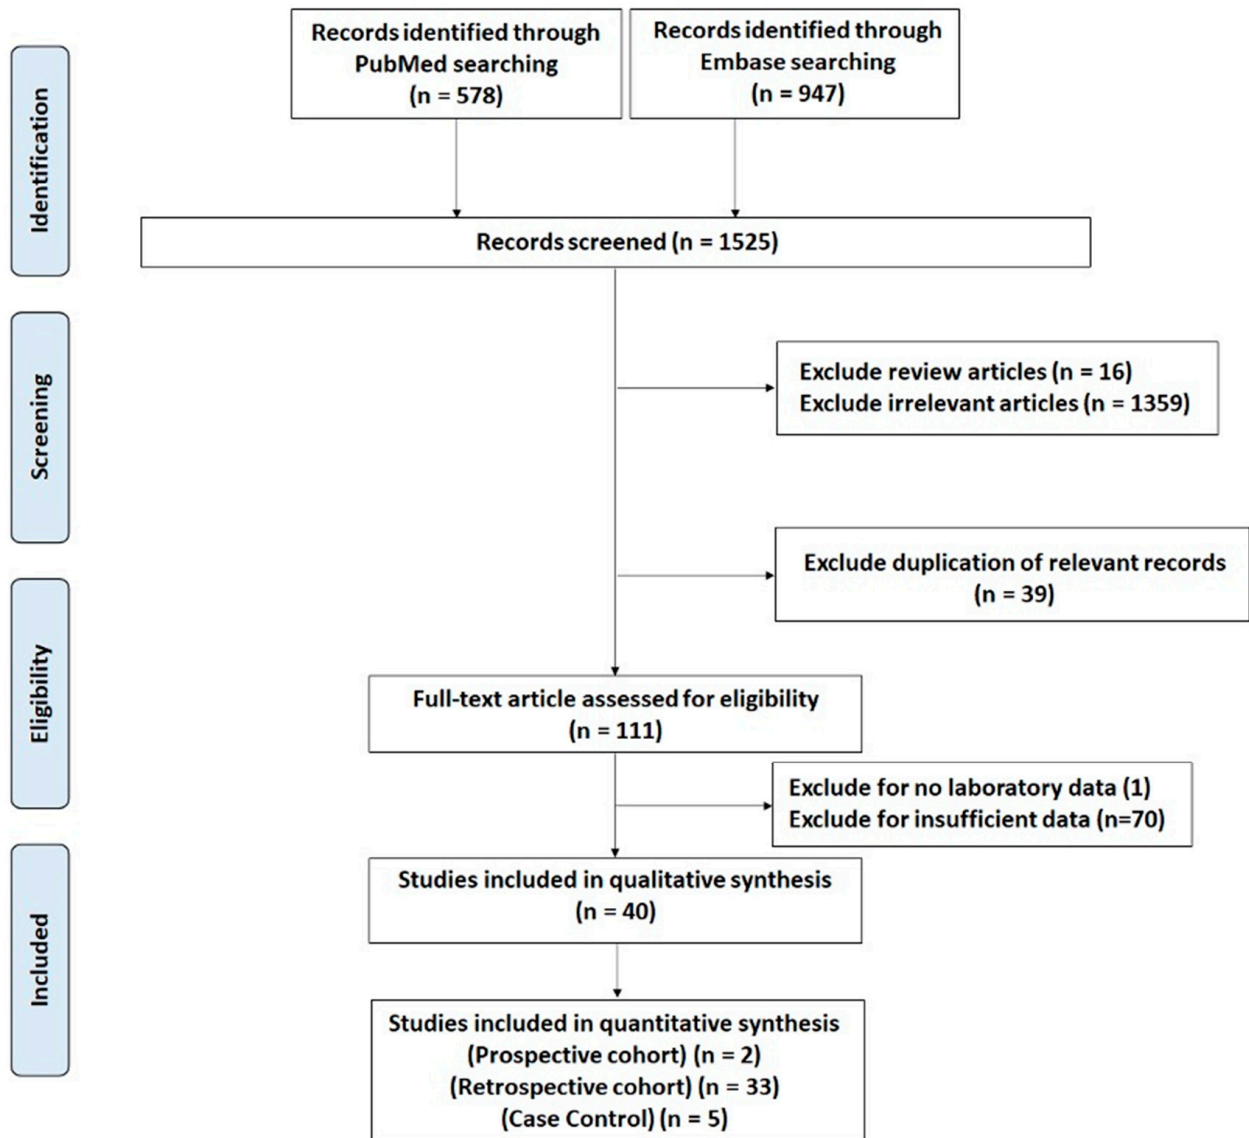 Identification
Records identified through
PubMed searching
(n = 578)
Records identified through
Embase searching
(n = 947)
Records screened (n = 1525)
Screening
Exclude review articles (n = 16)
Exclude irrelevant articles (n = 1359)
Exclude duplication of relevant records
(n = 39)
Eligibility
Full-text article assessed for eligibility
(n = 111)
Exclude for no laboratory data (1)
Exclude for insufficient data (n=70)
Included
Studies included in qualitative synthesis
(n = 40)
Studies included in quantitative synthesis
(Prospective cohort) (n = 2)
(Retrospective cohort) (n = 33)
(Case Control) (n = 5)